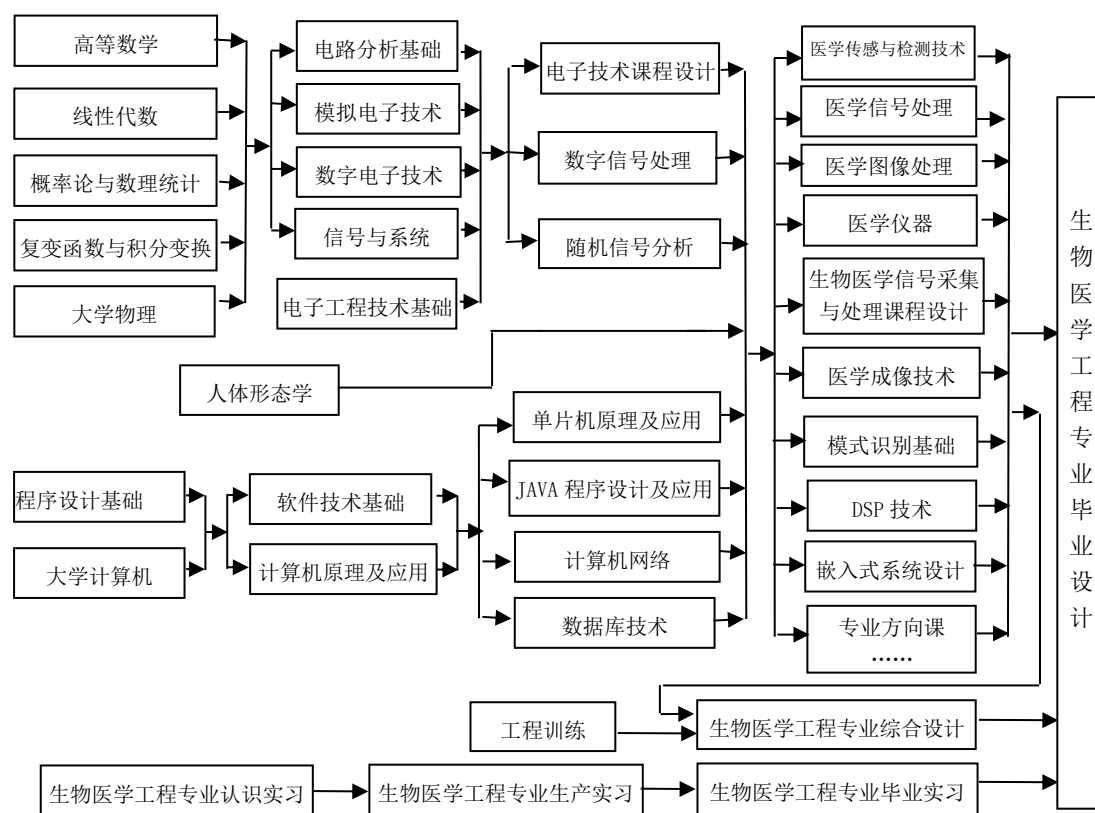 高等数学
线性代数
概率论与数理统计
复变函数与积分变换
大学物理
电路分析基础
模拟电子技术
数字电子技术
信号与系统
电子工程技术基础
电子技术课程设计
数字信号处理
随机信号分析
人体形态学
程序设计基础
大学计算机
软件技术基础
计算机原理及应用
单片机原理及应用
JAVA 程序设计及应用
计算机网络
数据库技术
医学传感与检测技术
医学信号处理
医学图像处理
医学仪器
生物医学信号采集
与处理课程设计
医学成像技术
模式识别基础
DSP 技术
嵌入式系统设计
专业方向课
……
工程训练
生物医学工程专业综合设计
生物医学工程专业认识实习
生物医学工程专业生产实习
生物医学工程专业毕业实习
生物医学工程专业毕业设计